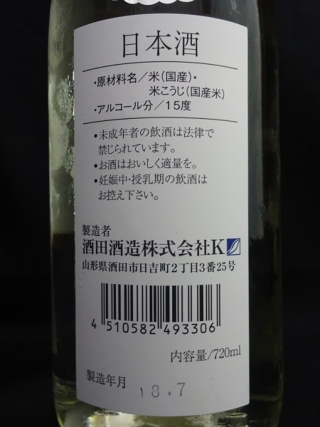 日本酒
・原材料名／米(国産)・
米こうじ(国産米)
・アルコール分／15度
・未成年者の飲酒は法律で
禁じられています。
・お酒はおいしく適量を。
・妊娠中・授乳期の飲酒は
お控え下さい。
製造者
酒田酒造株式会社K
山形県酒田市日吉町2丁目3番25号
4 510582 493306
内容量/720ml
製造年月 18.7